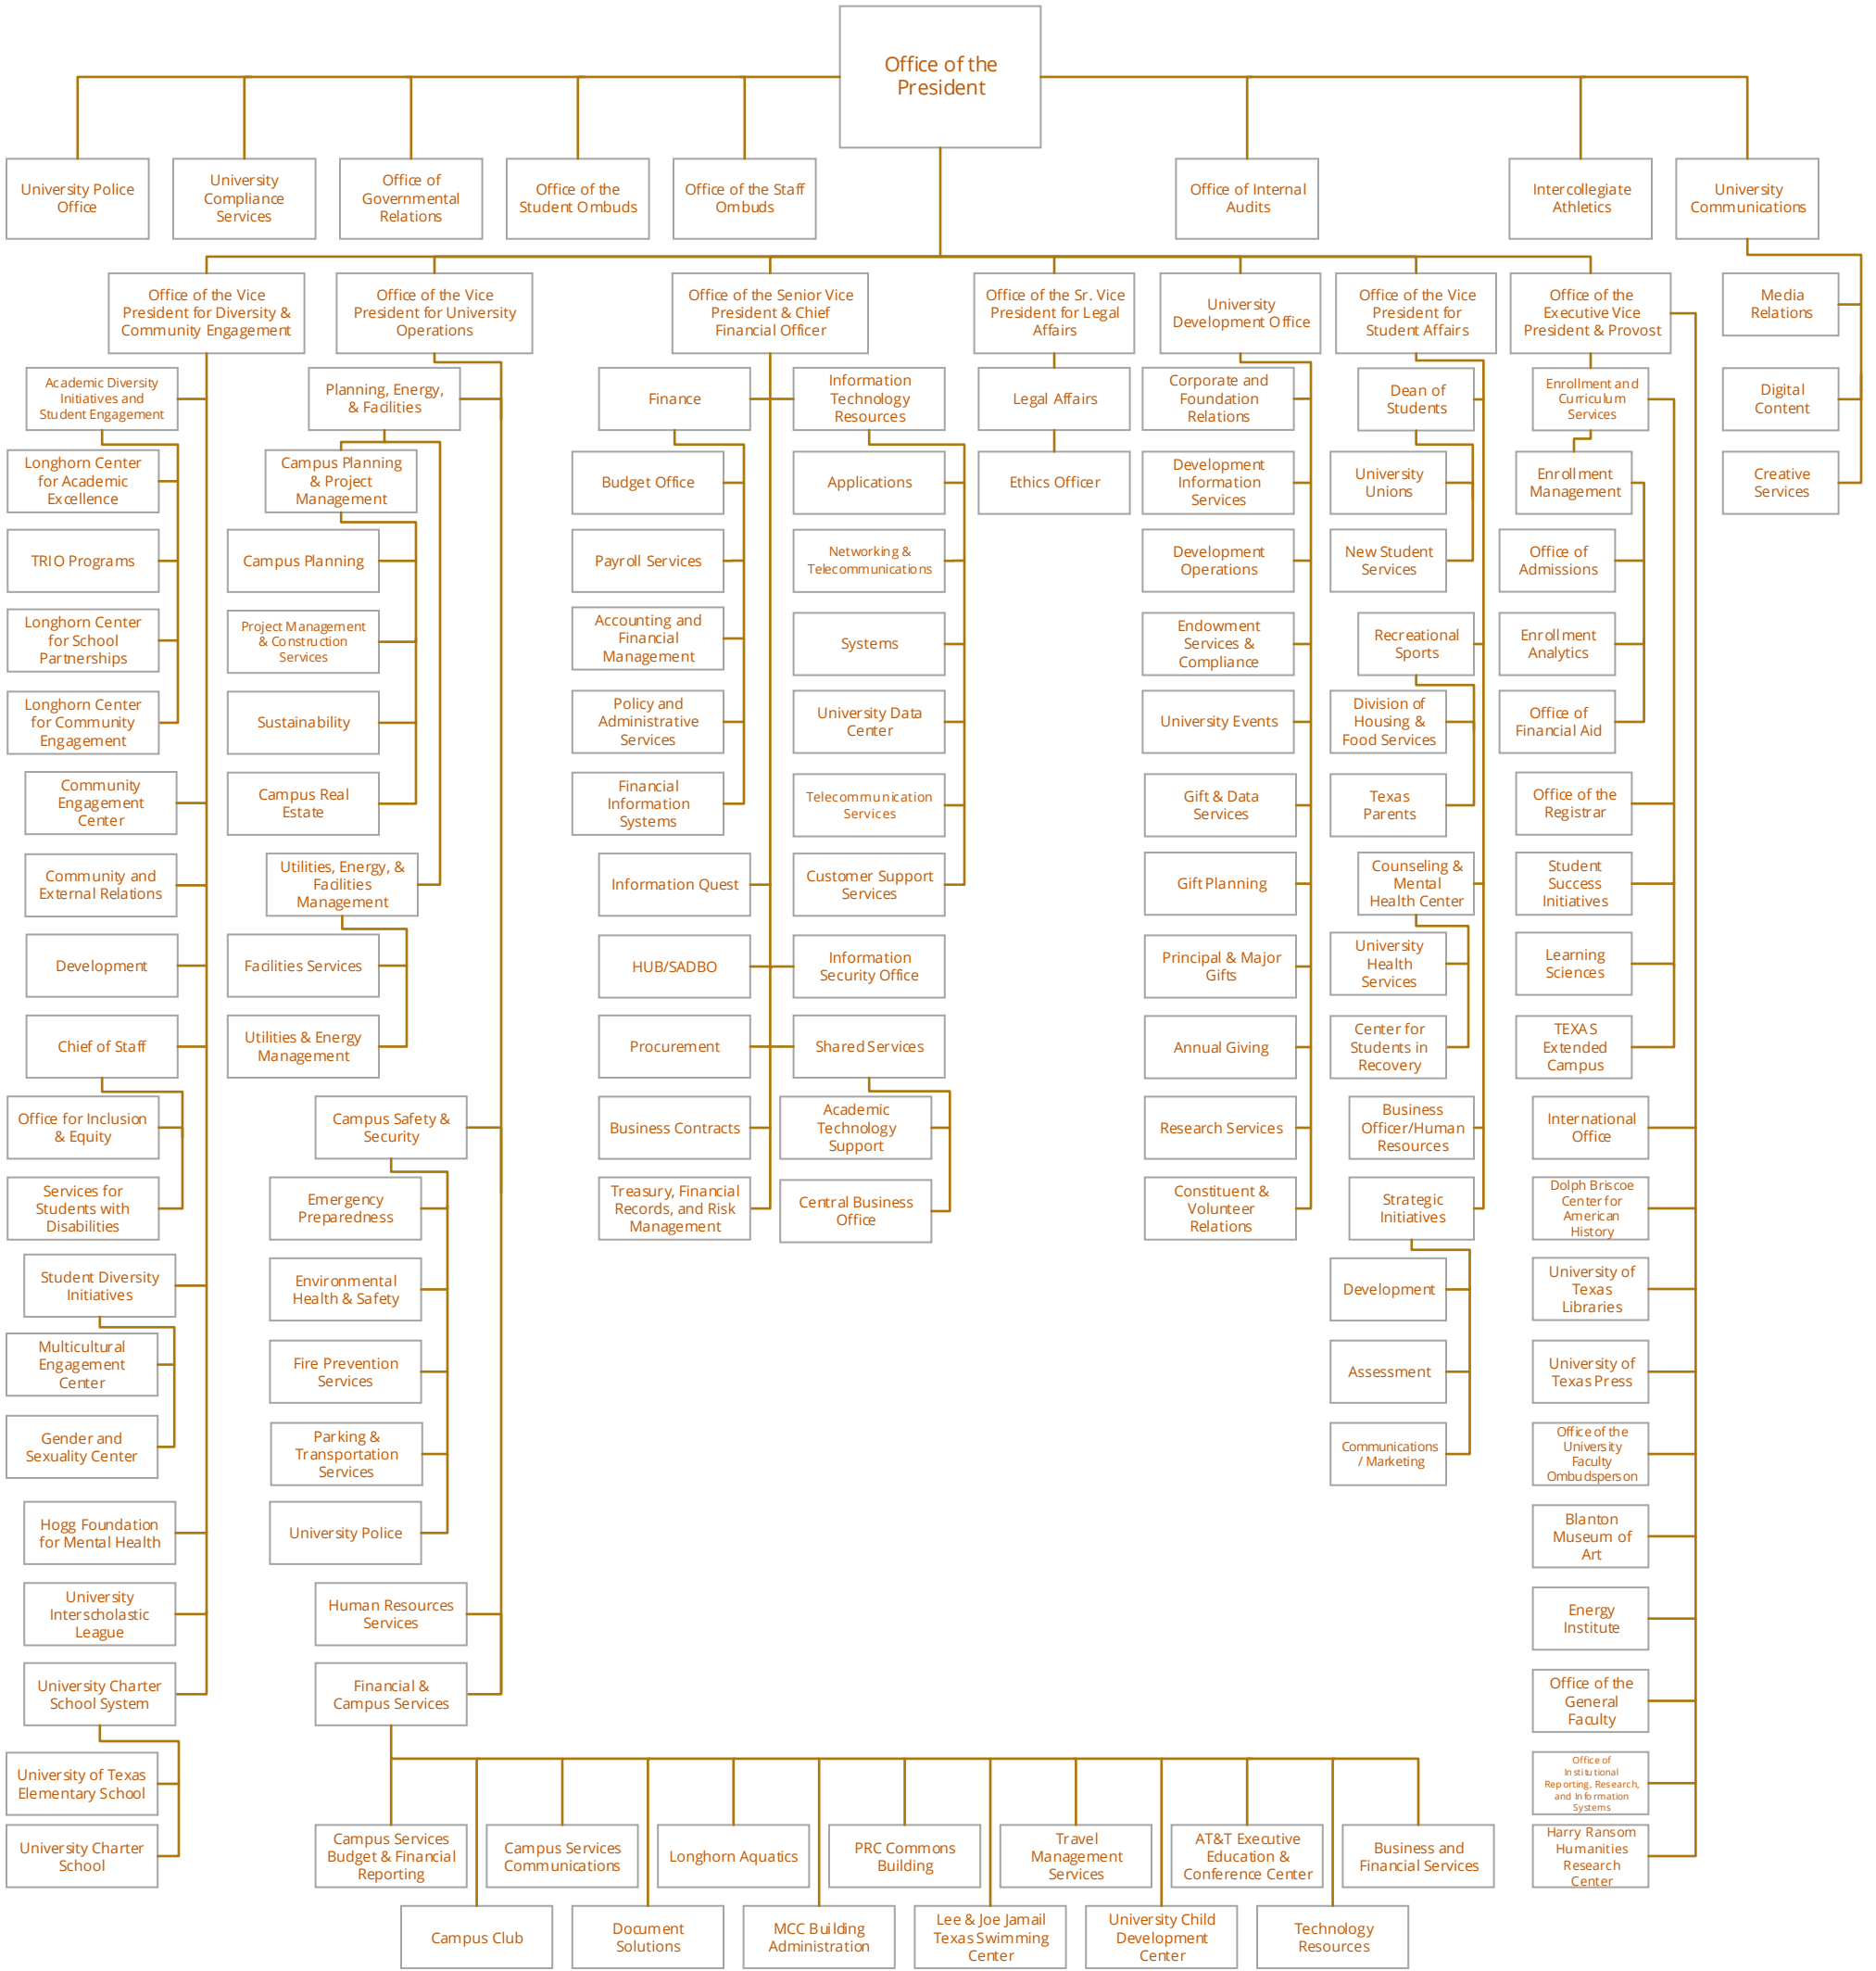 Office of the
President
University Police
Office
University
Compliance
Services
Office of
Governmental
Relations
Office of the
Student Ombuds
Office of the Staff
Ombuds
Office of Internal
Audits
Intercollegiate
Athletics
University
Communications
Media
Relations
Digital
Content
Creative
Services
Office of the Vice
President for Diversity &
Community Engagement
Academic Diversity
Initiatives and
Student Engagement
Longhorn Center
for Academic
Excellence
TRIO Programs
Longhorn Center
for School
Partnerships
Longhorn Center
for Community
Engagement
Community
Engagement
Center
Community and
External Relations
Development
Chief of Staff
Office for Inclusion
& Equity
Services for
Students with
Disabilities
Student Diversity
Initiatives
Multicultural
Engagement
Center
Gender and
Sexuality Center
Hogg Foundation
for Mental Health
University
Interscholastic
League
University Charter
School System
University of Texas
Elementary School
University Charter
School
Office of the Vice
President for University
Operations
Planning, Energy,
& Facilities
Campus Planning
& Project
Management
Campus Planning
Project Management
& Construction
Services
Sustainability
Campus Real
Estate
Utilities, Energy, &
Facilities
Management
Facilities Services
Utilities & Energy
Management
Campus Safety &
Security
Emergency
Preparedness
Environmental
Health & Safety
Fire Prevention
Services
Parking &
Transportation
Services
University Police
Human Resources
Services
Financial &
Campus Services
Campus Services
Budget & Financial
Reporting
Campus Services
Communications
Longhorn Aquatics
PRC Commons
Building
Travel
Management
Services
AT&T Executive
Education &
Conference Center
Business and
Financial Services
Campus Club
Document
Solutions
MCC Building
Administration
Lee & Joe Jamail
Texas Swimming
Center
University Child
Development
Center
Technology
Resources
Office of the Senior Vice
President & Chief
Financial Officer
Finance
Budget Office
Payroll Services
Accounting and
Financial
Management
Policy and
Administrative
Services
Financial
Information
Systems
Information Quest
HUB/SADBO
Procurement
Business Contracts
Treasury, Financial
Records, and Risk
Management
Information
Technology
Resources
Applications
Networking &
Telecommunications
Systems
University Data
Center
Telecommunication
Services
Customer Support
Services
Information
Security Office
Shared Services
Academic
Technology
Support
Central Business
Office
Office of the Sr. Vice
President for Legal
Affairs
Legal Affairs
Ethics Officer
University
Development Office
Corporate and
Foundation
Relations
Development
Information
Services
Development
Operations
Endowment
Services &
Compliance
University Events
Gift & Data
Services
Gift Planning
Principal & Major
Gifts
Annual Giving
Research Services
Constituent &
Volunteer
Relations
Office of the Vice
President for
Student Affairs
Dean of
Students
University
Unions
New Student
Services
Recreational
Sports
Division of
Housing &
Food Services
Texas
Parents
Counseling &
Mental
Health Center
University
Health
Services
Center for
Students in
Recovery
Business
Officer/Human
Resources
Strategic
Initiatives
Development
Assessment
Communications
/ Marketing
Office of the
Executive Vice
President & Provost
Enrollment and
Curriculum
Services
Enrollment
Management
Office of
Admissions
Enrollment
Analytics
Office of
Financial Aid
Office of the
Registrar
Student
Success
Initiatives
Learning
Sciences
TEXAS
Extended
Campus
International
Office
Dolph Briscoe
Center for
American
History
University of
Texas
Libraries
University of
Texas Press
Office of the
University
Faculty
Ombudsperson
Blanton
Museum of
Art
Energy
Institute
Office of the
General
Faculty
Office of
Institutional
Reporting, Research,
and Information
Systems
Harry Ransom
Humanities
Research
Center